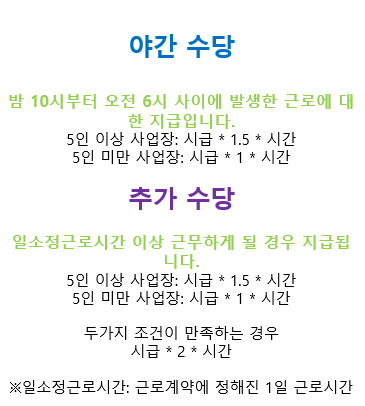 야간 수당
밤 10시부터 오전 6시 사이에 발생한 근로에 대
한 지급입니다.
5인 이상 사업장: 시급 * 1.5 * 시간
5인 미만 사업장: 시급 * 1 * 시간
추가 수당
일소정근로시간 이상 근무하게 될 경우 지급됩
니다.
5인 이상 사업장: 시급 * 1.5 * 시간
5인 미만 사업장: 시급 * 1 * 시간
두가지 조건이 만족하는 경우
시급 * 2 * 시간
※일소정근로시간: 근로계약에 정해진 1일 근로시간